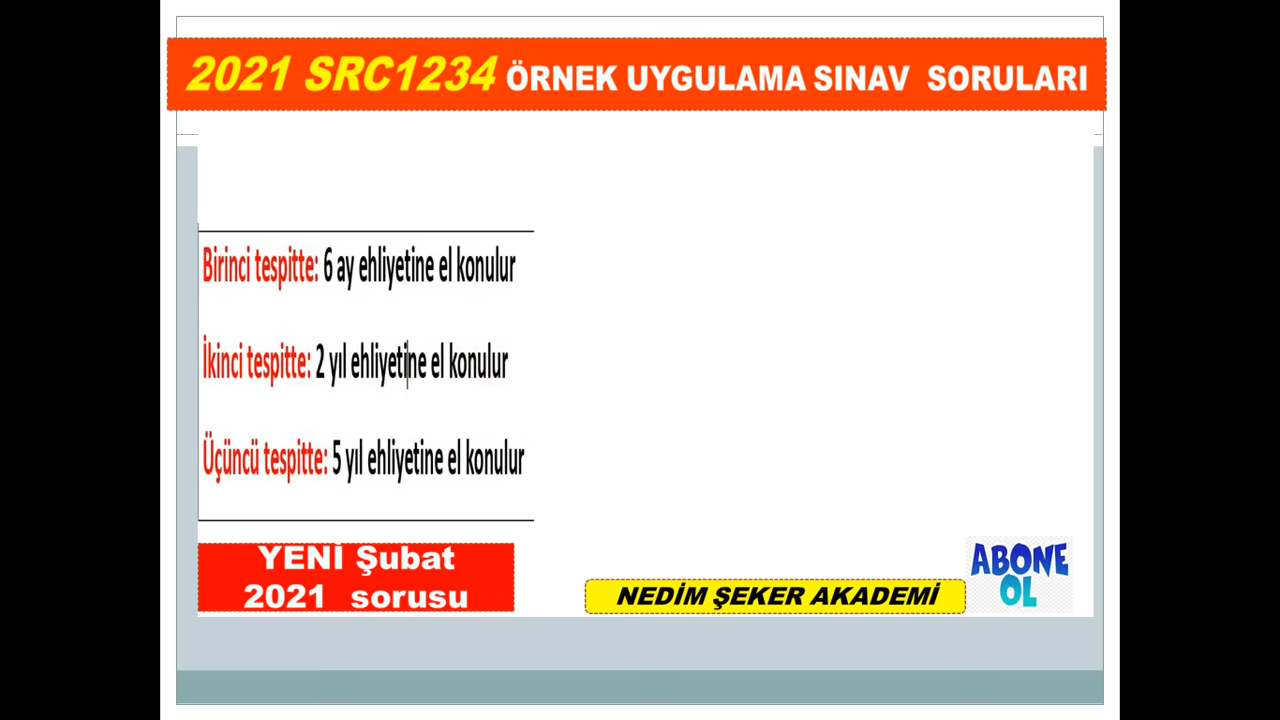 2021 SRC1234 ÖRNEK UYGULAMA SINAV SORULARI
Birinci tespitte: 6 ay ehliyetine el konulur
İkinci tespitte: 2 yıl ehliyetine el konulur
Üçüncü tespitte: 5 yıl ehliyetine el konulur
YENİ Şubat
2021 sorusu
NEDİM ŞEKER AKADEMİ
ABONE
OL